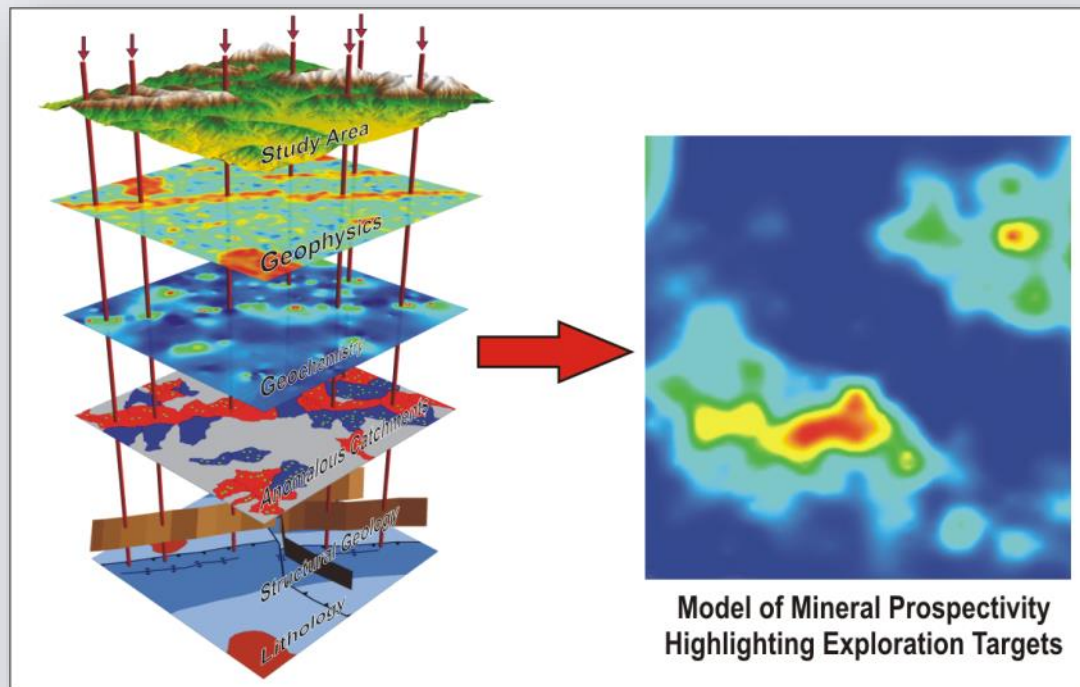 Study Area
Geophysics
Geochemistry
Anomalous Catchments
Structural Geology
Lithology
Model of Mineral Prospectivity
Highlighting Exploration Targets